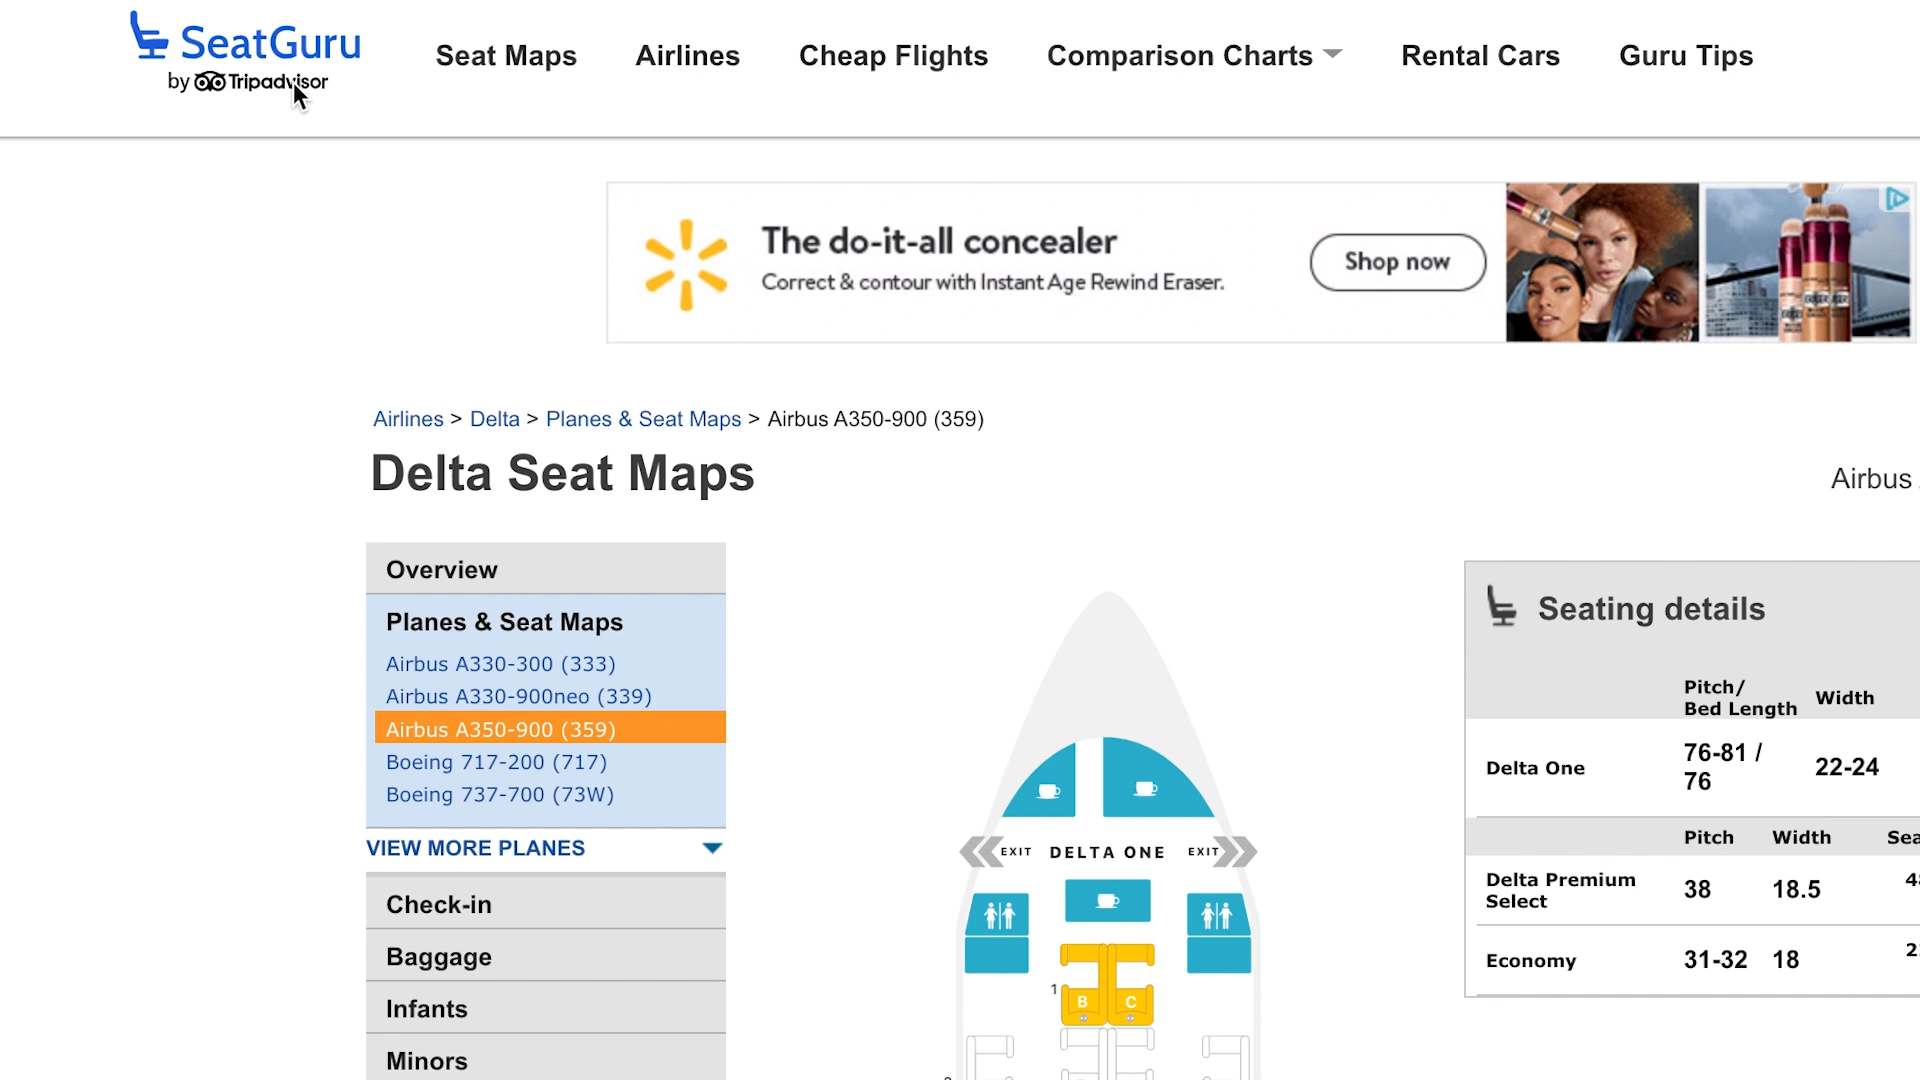 SeatGuru
by Tripadvisor
Seat Maps
Airlines
Cheap Flights
Comparison Charts
Rental Cars
Guru Tips
The do-it-all concealer
Correct & contour with Instant Age Rewind Eraser.
Shop now
Airlines > Delta > Planes & Seat Maps > Airbus A350-900 (359)
Delta Seat Maps
Airbus
Overview
Planes & Seat Maps
Airbus A330-300 (333)
Airbus A330-900neo (339)
Airbus A350-900 (359)
Boeing 717-200 (717)
Boeing 737-700 (73W)
VIEW MORE PLANES
Check-in
Baggage
Infants
Minors
EXIT DELTA ONE EXIT
1
B C
Seating details
Pitch/
Bed Length
Width
Delta One
76-81 /
76
22-24
Pitch Width
Delta Premium
Select
38 18.5
Economy
31-32 18